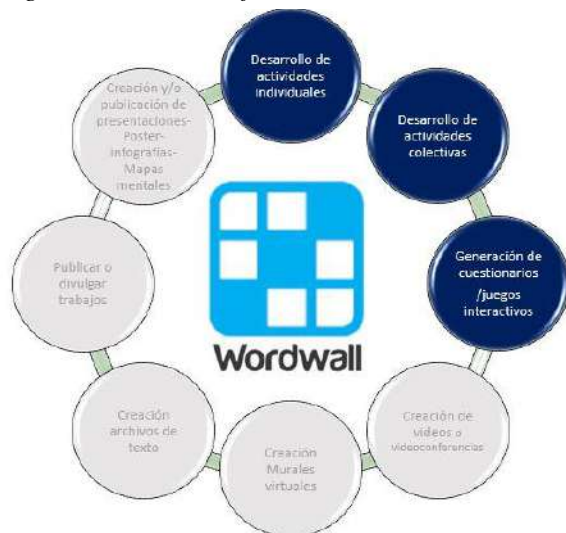 Desarrollo de
actividades
individuales
Desarrollo de
actividades
colectivas
Generación de
cuestionarios
/juegos
interactivos
Creación de
videos o
videoconferencias
Creación
Murales
virtuales
Creación
archivos de
texto
Publicar o
divulgar
trabajos
Creación y/o
publicación de
presentaciones-
Poster-
Infografías-
Mapas
mentales
Wordwall